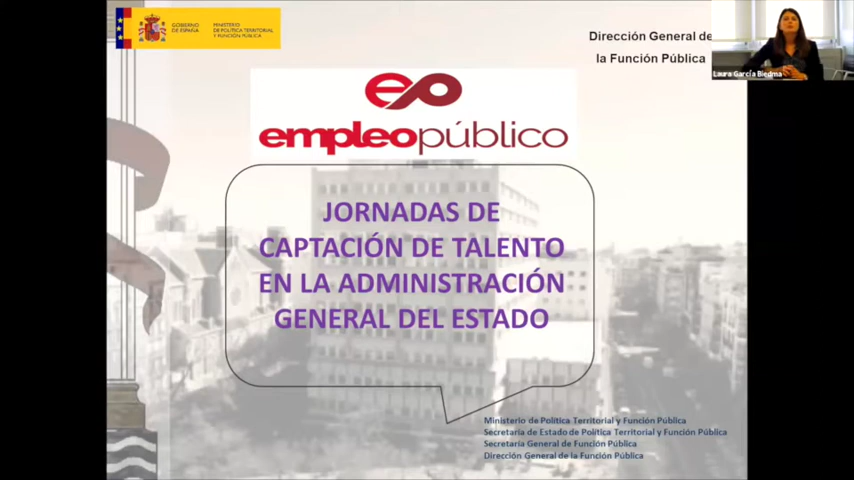 GOBIERNO
DE ESPAÑA
MINISTERIO
DE POLÍTICA TERRITORIAL
Y FUNCIÓN PÚBLICA
Dirección General de
la Función Pública
Laura García Biedma
eo
empleopúblico
JORNADAS DE
CAPTACIÓN DE TALENTO
EN LA ADMINISTRACIÓN
GENERAL DEL ESTADO
Ministerio de Política Territorial y Función Pública
Secretaría de Estado de Política Territorial y Función Pública
Secretaría General de Función Pública
Dirección General de la Función Pública